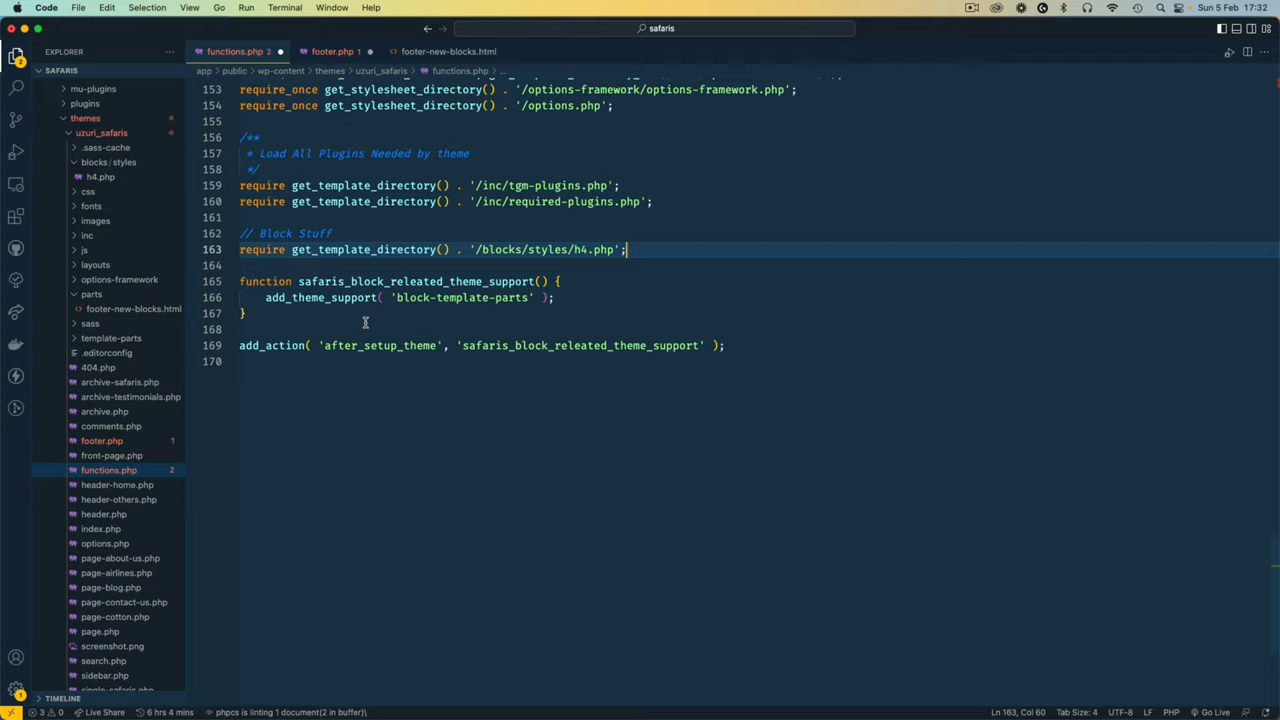 Code File Edit Selection View Go Run Terminal Window Help Sun 5 Feb 17:32
safaris
EXPLORER
functions.php 2
footer.php 1
footer-new-blocks.html
SAFARIS
app > public > wp-content > themes > uzuri_safaris > functions.php > ...
mu-plugins
plugins
themes
uzuri_safaris
.sass-cache
blocks / styles
h4.php
css
fonts
images
inc
js
layouts
options-framework
parts
footer-new-blocks.html
sass
template-parts
.editorconfig
404.php
archive-safaris.php
archive-testimonials.php
archive.php
comments.php
footer.php 1
front-page.php
functions.php 2
header-home.php
header-others.php
header.php
index.php
options.php
page-about-us.php
page-airlines.php
page-blog.php
page-contact-us.php
page-cotton.php
page.php
screenshot.png
search.php
sidebar.php
single-safaris.php
TIMELINE
153 require_once get_stylesheet_directory() . '/options-framework/options-framework.php';
154 require_once get_stylesheet_directory() . '/options.php';
155
156 /**
157 * Load All Plugins Needed by theme
158 */
159 require get_template_directory() . '/inc/tgm-plugins.php';
160 require get_template_directory() . '/inc/required-plugins.php';
161
162 // Block Stuff
163 require get_template_directory() . '/blocks/styles/h4.php';
164
165 function safaris_block_releated_theme_support() {
166 add_theme_support( 'block-template-parts' );
167 }
168
169 add_action( 'after_setup_theme', 'safaris_block_releated_theme_support' );
170
3 0 Live Share 6 hrs 4 mins phpcs is linting 1 document(2 in buffer)\ Ln 163, Col 60 Tab Size: 4 UTF-8 LF PHP Go Live